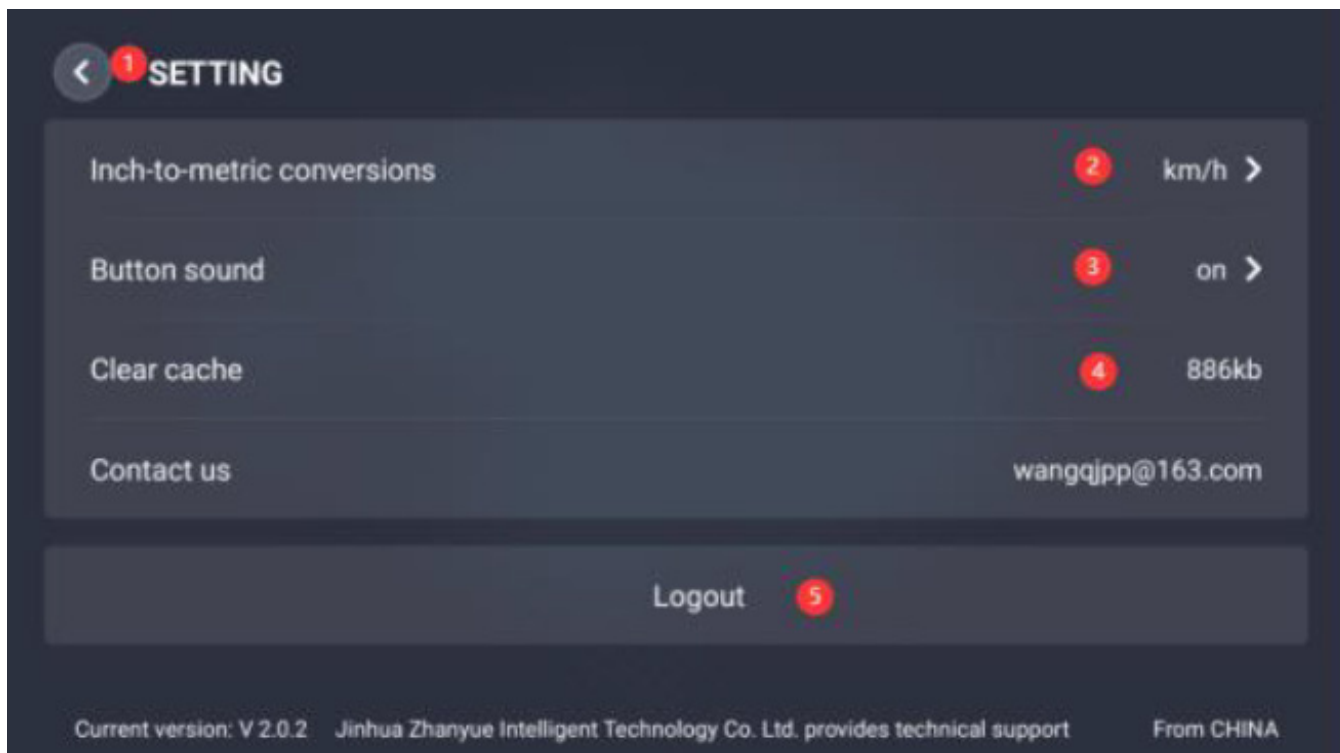 1 SETTING
Inch-to-metric conversions 2 km/h
Button sound 3 on
Clear cache 4 886kb
Contact us wangqjpp@163.com
Logout 5
Current version: V 2.0.2 Jinhua Zhanyue Intelligent Technology Co. Ltd. provides technical support From CHINA